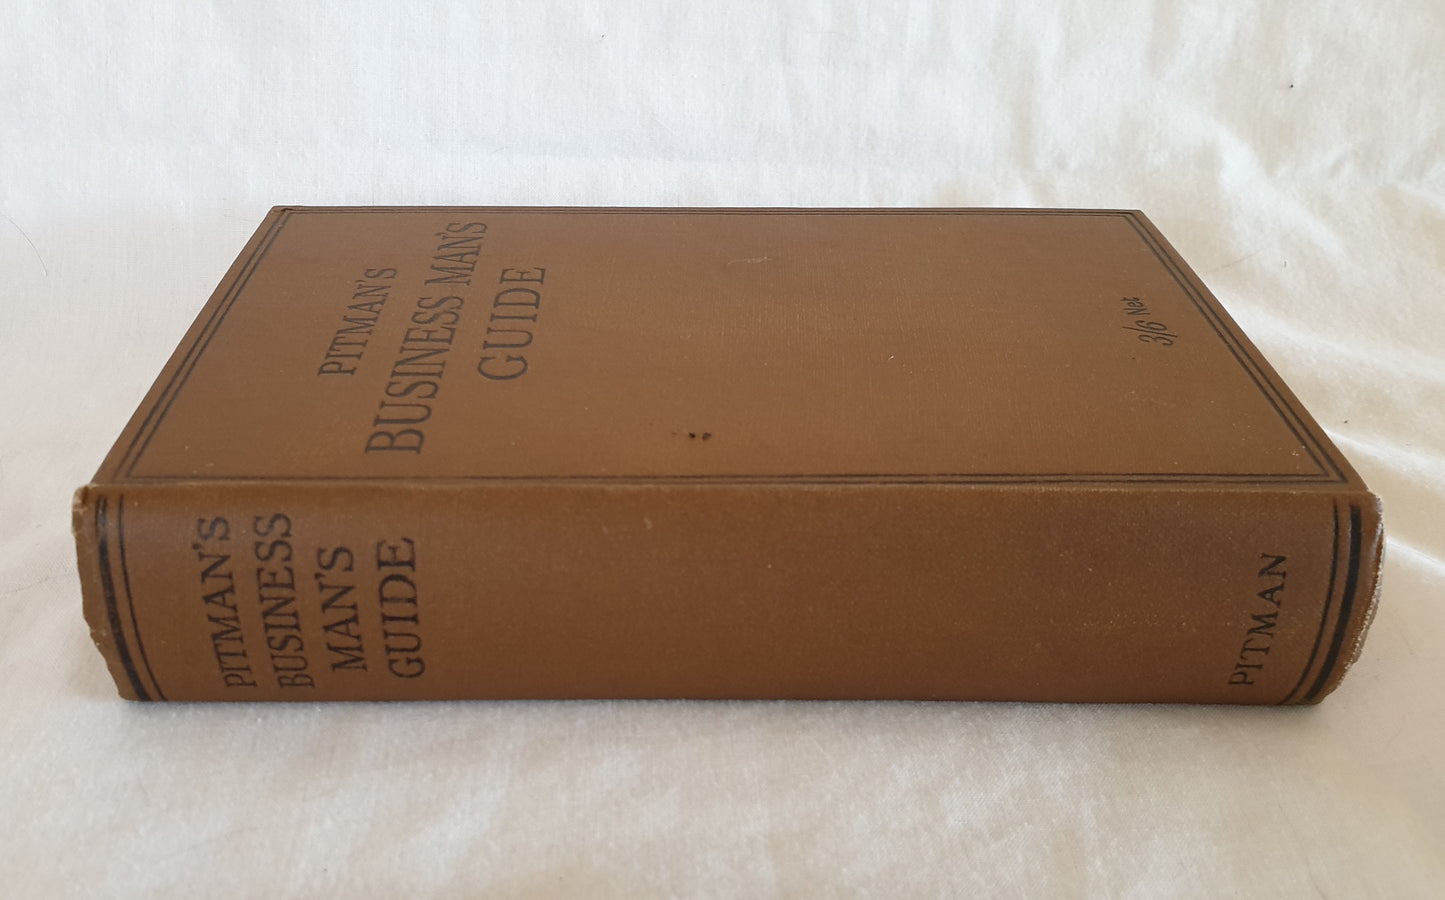 PITMAN'S
BUSINESS MAN'S
GUIDE
3/6 Net
PITMAN'S
BUSINESS
MAN'S
GUIDE
PITMAN